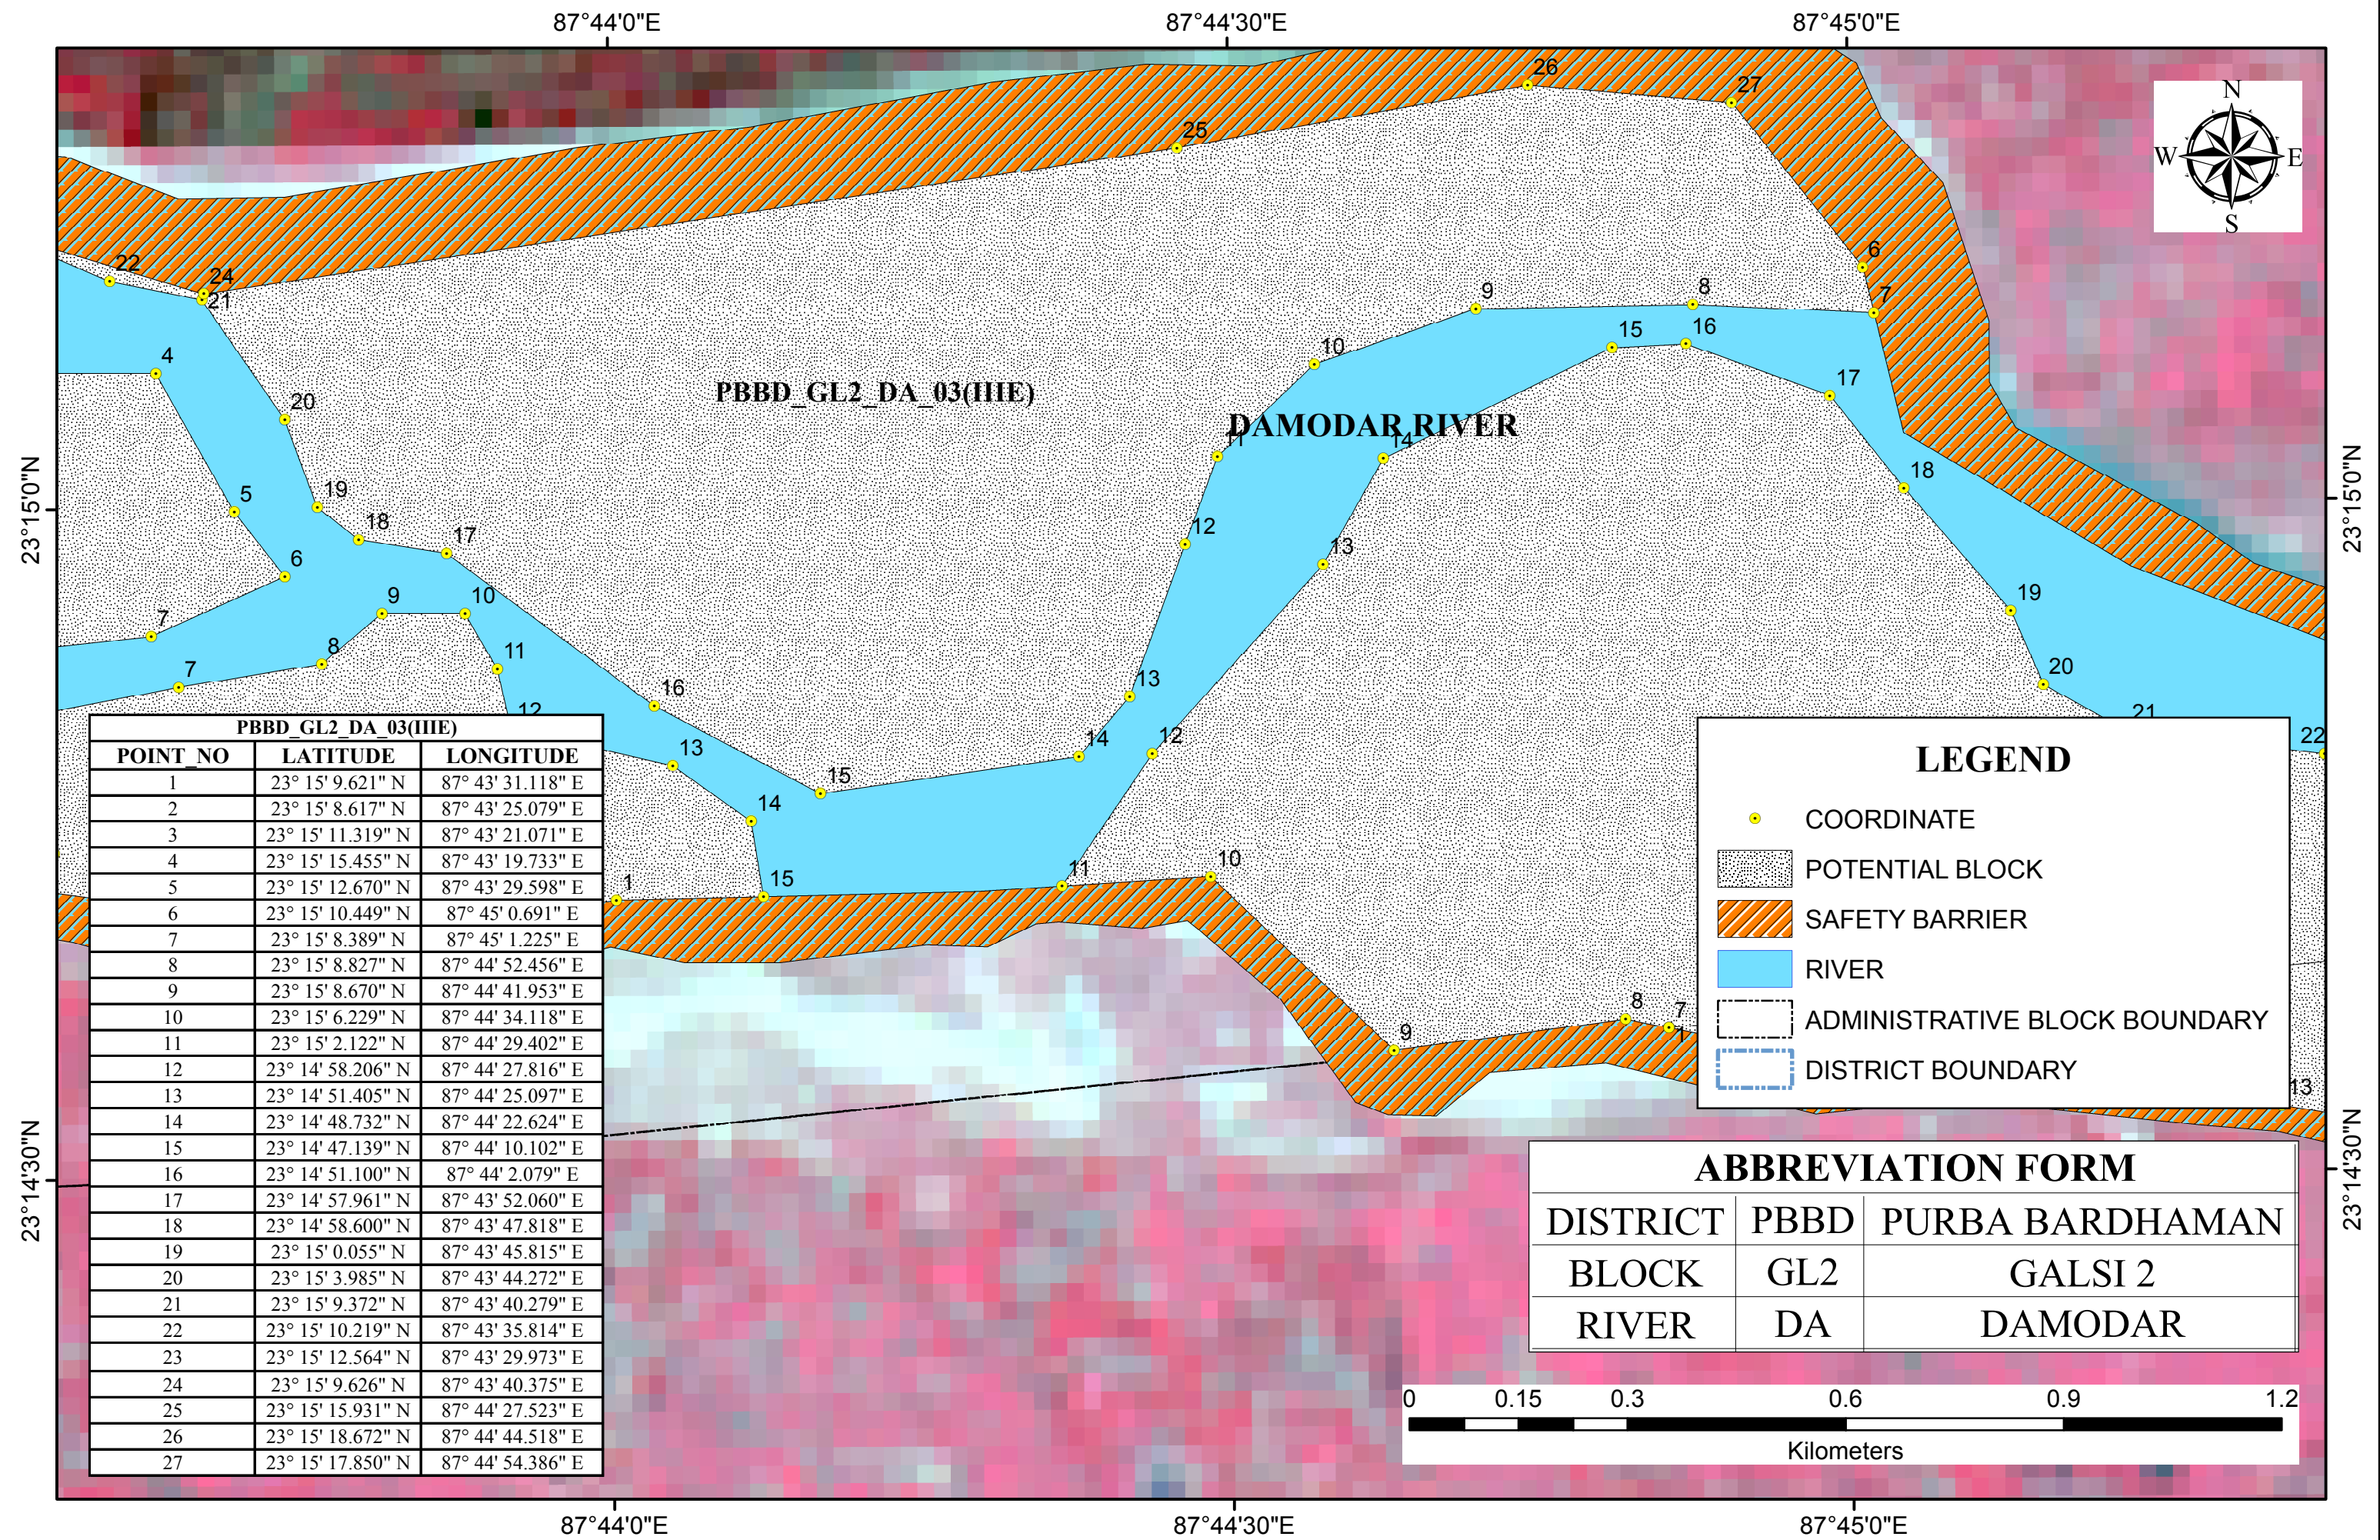 87°44'0"E 87°44'30"E 87°45'0"E
26
27
N
W E
S
25
22
24
21
6
7
9
8
4
15
16
10
17
20
PBBD_GL2_DA_03(IIIE)
DAMODAR RIVER
11
14
23°15'0"N
23°15'0"N
5
19
18
18
17
12
13
6
9
10
19
7
8
11
20
7
13
16
12
21
22
13
14
12
15
14
15
10
11
1
8
7
1
9
13
PBBD_GL2_DA_03(IIIE)
POINT_NO LATITUDE LONGITUDE
1 23° 15' 9.621" N 87° 43' 31.118" E
2 23° 15' 8.617" N 87° 43' 25.079" E
3 23° 15' 11.319" N 87° 43' 21.071" E
4 23° 15' 15.455" N 87° 43' 19.733" E
5 23° 15' 12.670" N 87° 43' 29.598" E
6 23° 15' 10.449" N 87° 45' 0.691" E
7 23° 15' 8.389" N 87° 45' 1.225" E
8 23° 15' 8.827" N 87° 44' 52.456" E
9 23° 15' 8.670" N 87° 44' 41.953" E
10 23° 15' 6.229" N 87° 44' 34.118" E
11 23° 15' 2.122" N 87° 44' 29.402" E
12 23° 14' 58.206" N 87° 44' 27.816" E
13 23° 14' 51.405" N 87° 44' 25.097" E
14 23° 14' 48.732" N 87° 44' 22.624" E
15 23° 14' 47.139" N 87° 44' 10.102" E
16 23° 14' 51.100" N 87° 44' 2.079" E
17 23° 14' 57.961" N 87° 43' 52.060" E
18 23° 14' 58.600" N 87° 43' 47.818" E
19 23° 15' 0.055" N 87° 43' 45.815" E
20 23° 15' 3.985" N 87° 43' 44.272" E
21 23° 15' 9.372" N 87° 43' 40.279" E
22 23° 15' 10.219" N 87° 43' 35.814" E
23 23° 15' 12.564" N 87° 43' 29.973" E
24 23° 15' 9.626" N 87° 43' 40.375" E
25 23° 15' 15.931" N 87° 44' 27.523" E
26 23° 15' 18.672" N 87° 44' 44.518" E
27 23° 15' 17.850" N 87° 44' 54.386" E
LEGEND
COORDINATE
POTENTIAL BLOCK
SAFETY BARRIER
RIVER
ADMINISTRATIVE BLOCK BOUNDARY
DISTRICT BOUNDARY
23°14'30"N
23°14'30"N
ABBREVIATION FORM
DISTRICT PBBD PURBA BARDHAMAN
BLOCK GL2 GALSI 2
RIVER DA DAMODAR
0 0.15 0.3 0.6 0.9 1.2
Kilometers
87°44'0"E 87°44'30"E 87°45'0"E